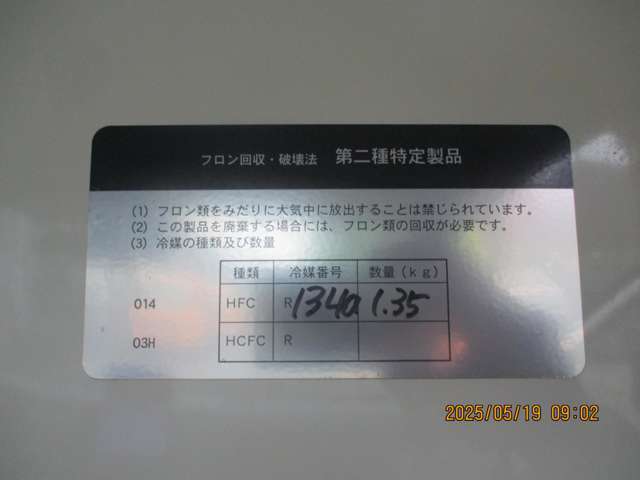 フロン回収・破壊法 第二種特定製品
(1) フロン類をみだりに大気中に放出することは禁じられています。
(2) この製品を廃棄する場合には、フロン類の回収が必要です。
(3) 冷媒の種類及び数量
種類 冷媒番号 数量(kg)
014 HFC R 134a 1.35
03H HCFC R
2025/05/19 09:02